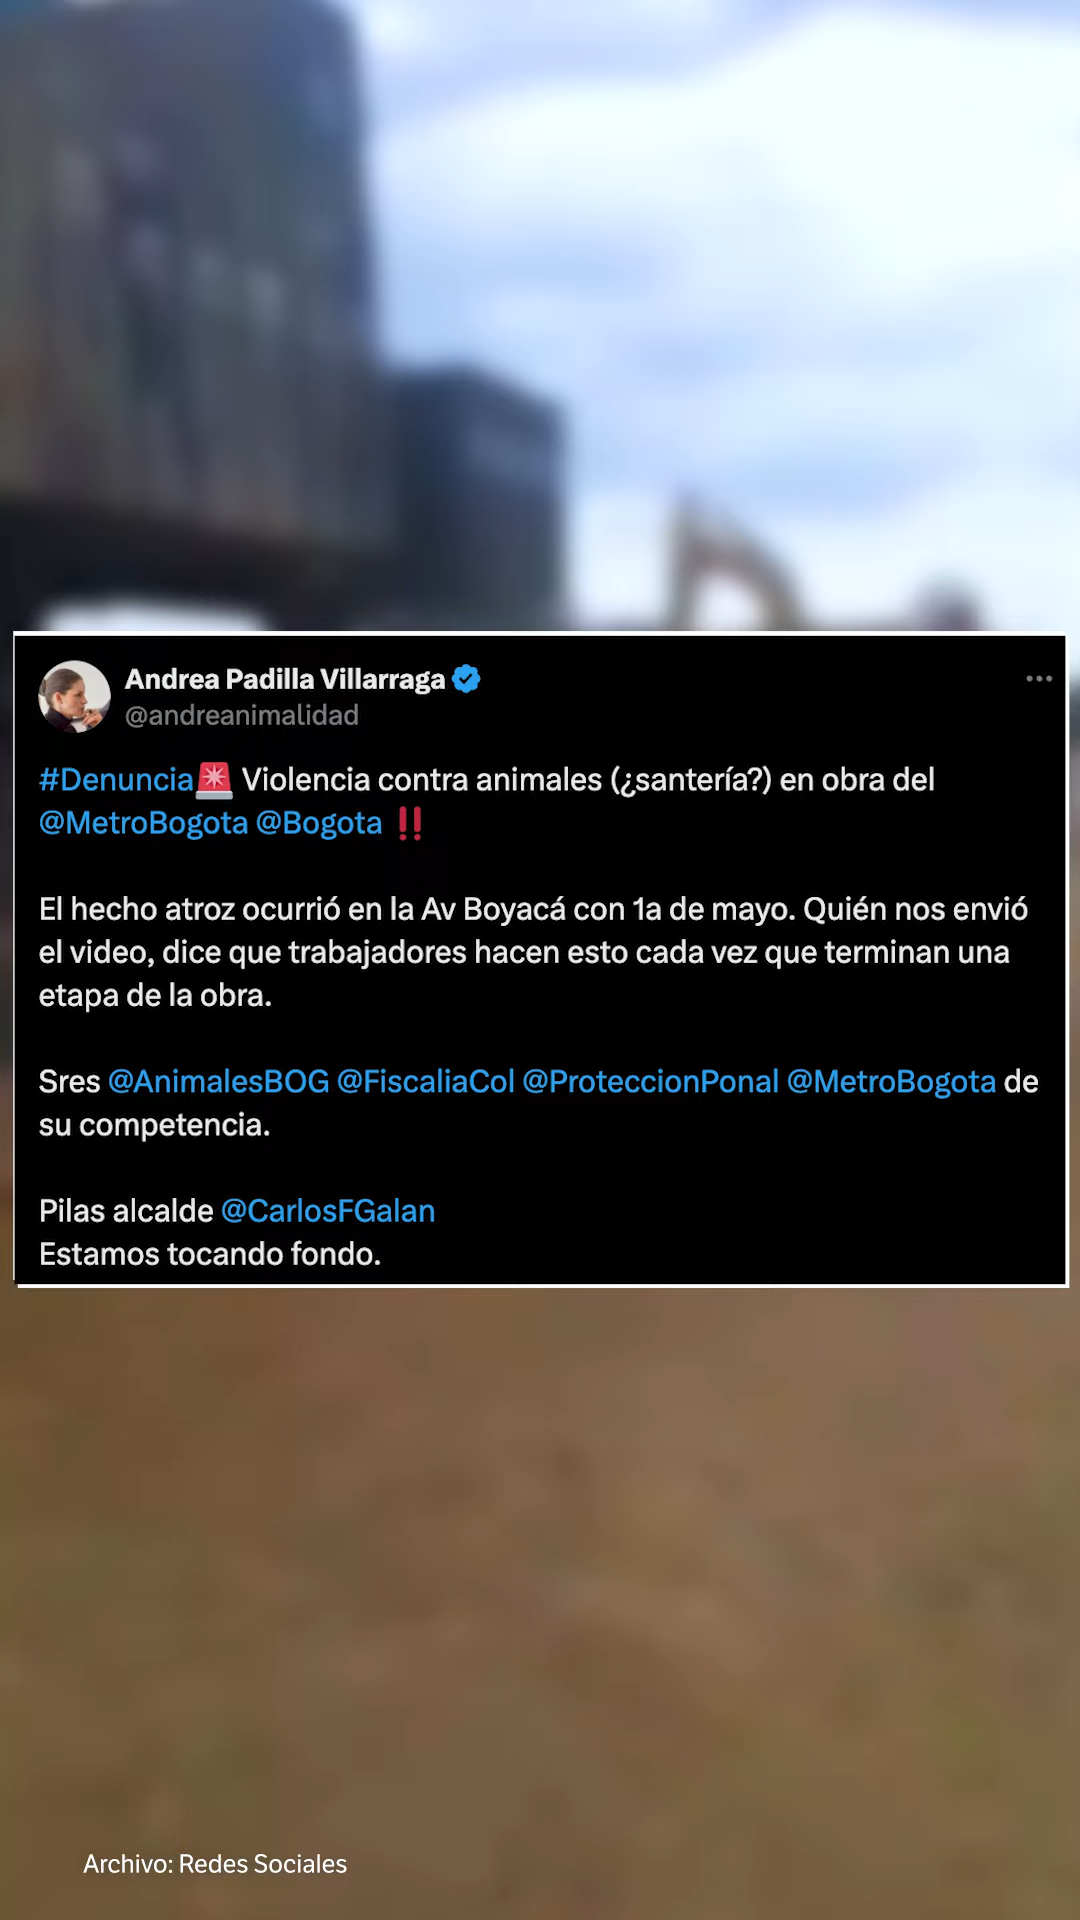 Andrea Padilla Villarraga
@andreanimalidad
#Denuncia🚨 Violencia contra animales (¿santería?) en obra del
@MetroBogota @Bogota ‼️
El hecho atroz ocurrió en la Av Boyacá con 1a de mayo. Quién nos envió
el video, dice que trabajadores hacen esto cada vez que terminan una
etapa de la obra.
Sres @AnimalesBOG @FiscaliaCol @ProteccionPonal @MetroBogota de
su competencia.
Pilas alcalde @CarlosFGalan
Estamos tocando fondo.
Archivo: Redes Sociales